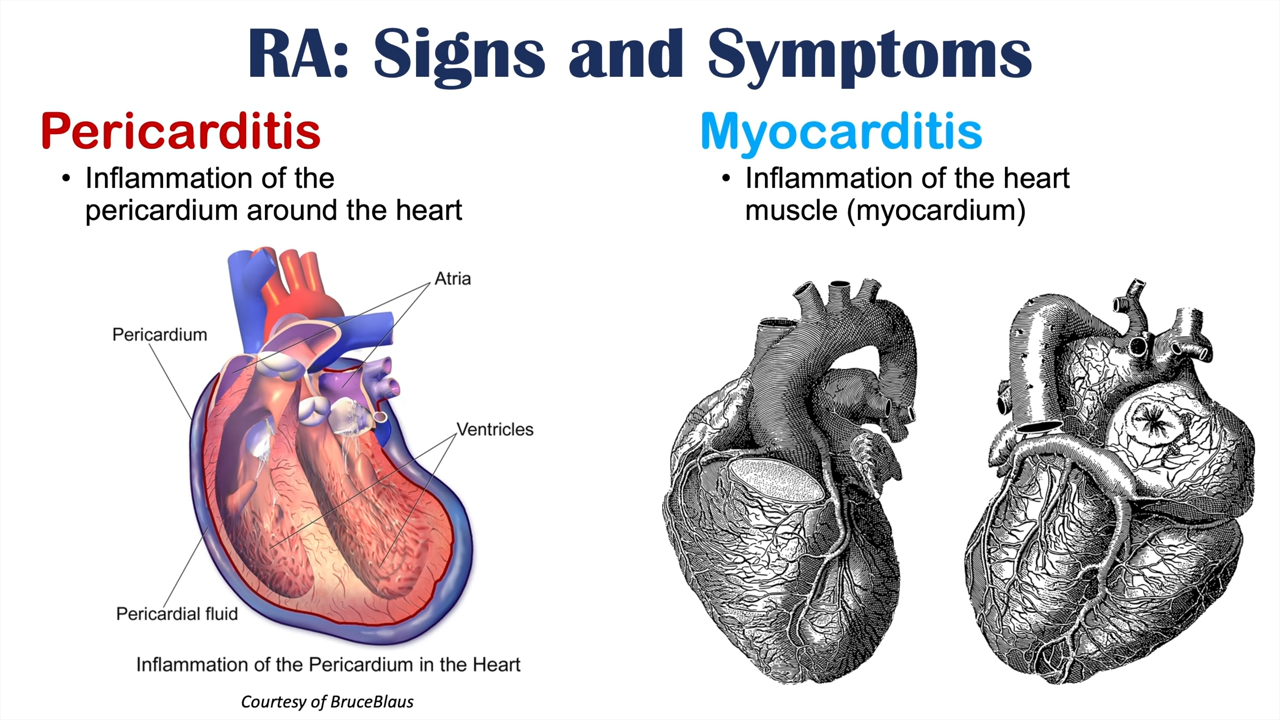 RA: Signs and Symptoms
Pericarditis
• Inflammation of the
pericardium around the heart
Atria
Pericardium
Ventricles
Pericardial fluid
Inflammation of the Pericardium in the Heart
Courtesy of BruceBlaus
Myocarditis
• Inflammation of the heart
muscle (myocardium)